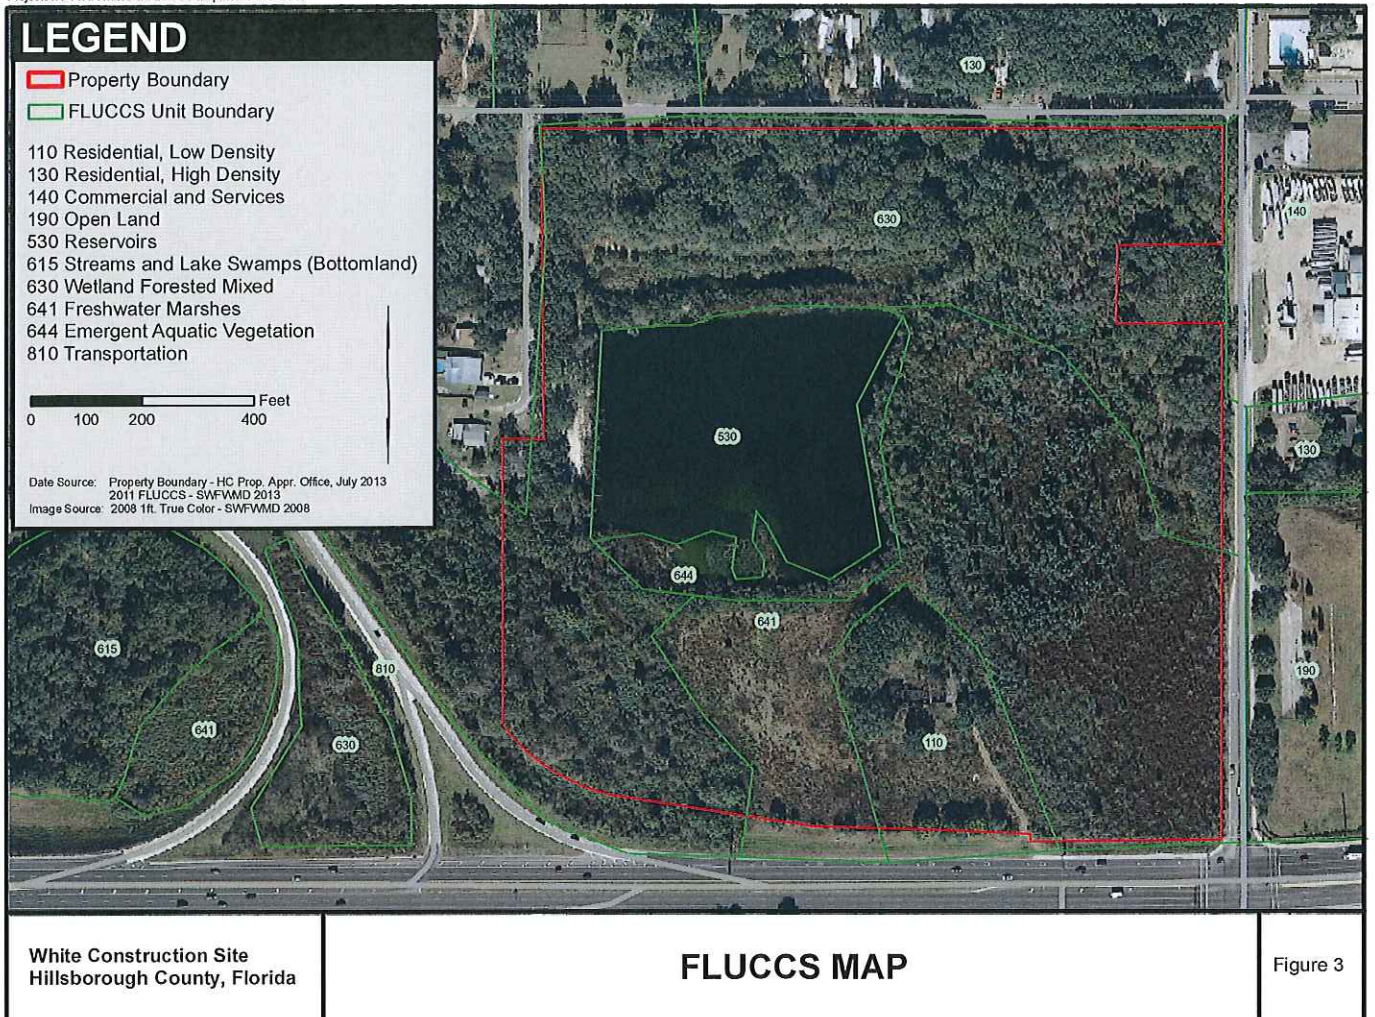 LEGEND
Property Boundary
FLUCCS Unit Boundary
110 Residential, Low Density
130 Residential, High Density
140 Commercial and Services
190 Open Land
530 Reservoirs
615 Streams and Lake Swamps (Bottomland)
630 Wetland Forested Mixed
641 Freshwater Marshes
644 Emergent Aquatic Vegetation
810 Transportation
Feet
0 100 200 400
Date Source: Property Boundary - HC Prop. Appr. Office, July 2013
2011 FLUCCS - SWFWMD 2013
Image Source: 2008 1ft. True Color - SWFWMD 2008
130
140
630
530
130
644
641
615
810
190
641
630
110
White Construction Site
Hillsborough County, Florida
FLUCCS MAP
Figure 3